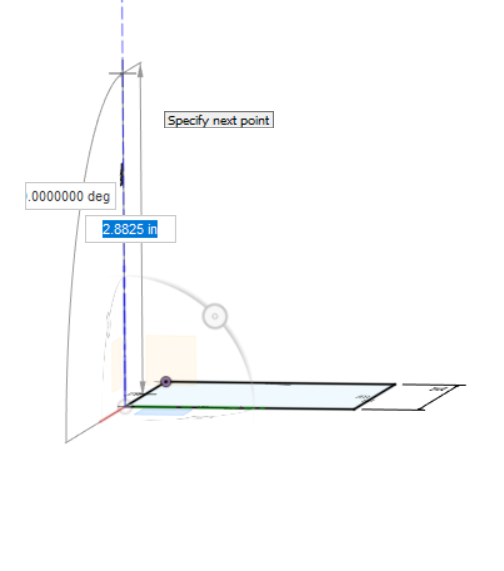 Specify next point
.0000000 deg
2.8825 in